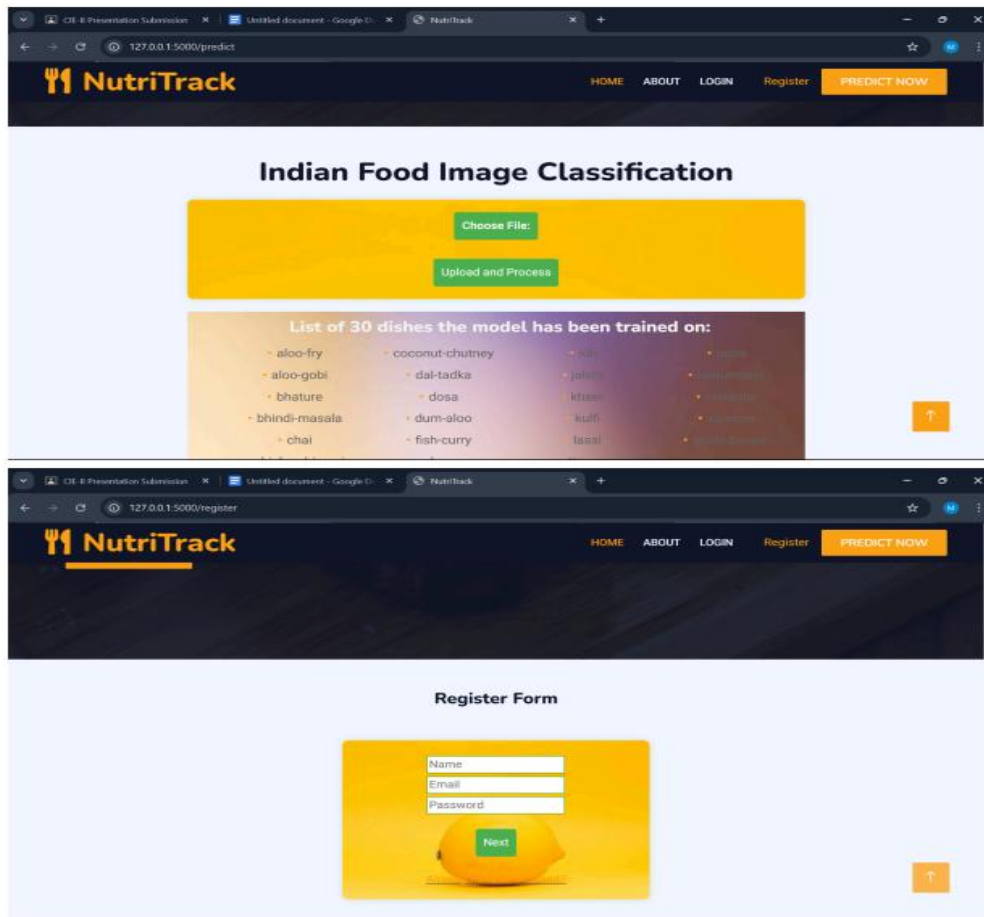 CIE-II Presentation Submission Untitled document - Google D NutriTrack
127.0.0.1:5000/predict
NutriTrack HOME ABOUT LOGIN Register PREDICT NOW
Indian Food Image Classification
Choose File:
Upload and Process
List of 30 dishes the model has been trained on:
aloo-fry coconut-chutney
aloo-gobi dal-tadka jalebi
bhature dosa kheer
bhindi-masala dum-aloo kulfi
chai fish-curry lassi
CIE-II Presentation Submission Untitled document - Google D NutriTrack
127.0.0.1:5000/register
NutriTrack HOME ABOUT LOGIN Register PREDICT NOW
Register Form
Name
Email
Password
Next